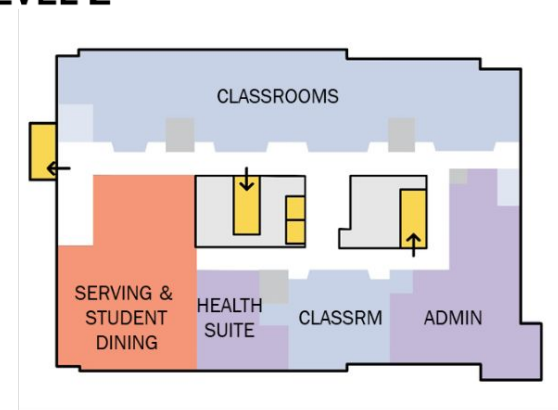 CLASSROOMS
SERVING &
STUDENT
DINING
HEALTH
SUITE
CLASSRM
ADMIN